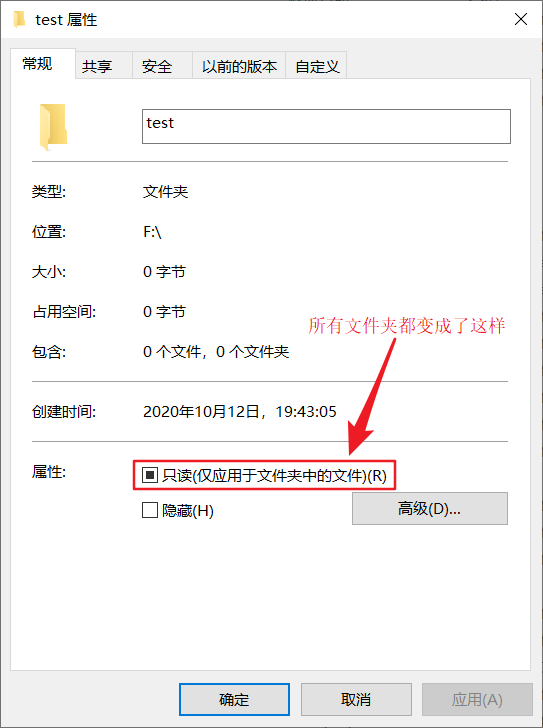 test 属性
常规 共享 安全 以前的版本 自定义
test
类型: 文件夹
位置: F:\
大小: 0 字节
占用空间: 0 字节
所有文件夹都变成了这样
包含: 0 个文件，0 个文件夹
创建时间: 2020年10月12日，19:43:05
属性: 只读(仅应用于文件夹中的文件)(R)
隐藏(H) 高级(D)...
确定 取消 应用(A)